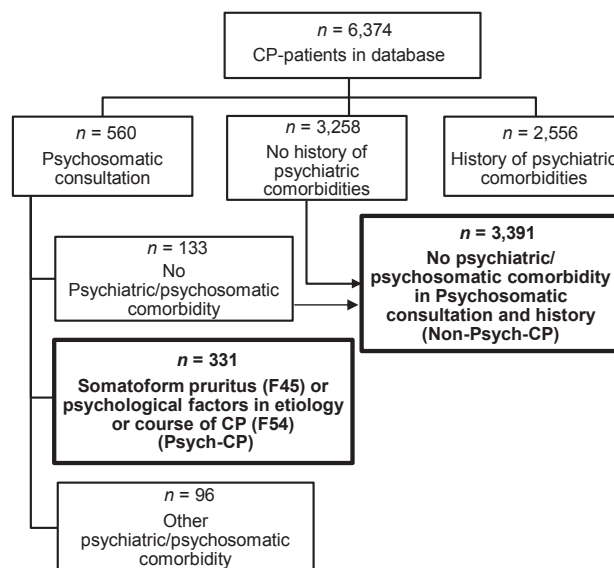 n = 6,374
CP-patients in database
n = 560
Psychosomatic
consultation
n = 3,258
No history of
psychiatric
comorbidities
n = 2,556
History of psychiatric
comorbidities
n = 133
No
Psychiatric/psychosomatic
comorbidity
n = 3,391
No psychiatric/
psychosomatic comorbidity
in Psychosomatic
consultation and history
(Non-Psych-CP)
n = 331
Somatoform pruritus (F45) or
psychological factors in etiology
or course of CP (F54)
(Psych-CP)
n = 96
Other
psychiatric/psychosomatic
comorbidity